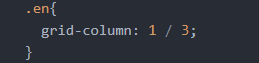 .en{
grid-column: 1 / 3;
}